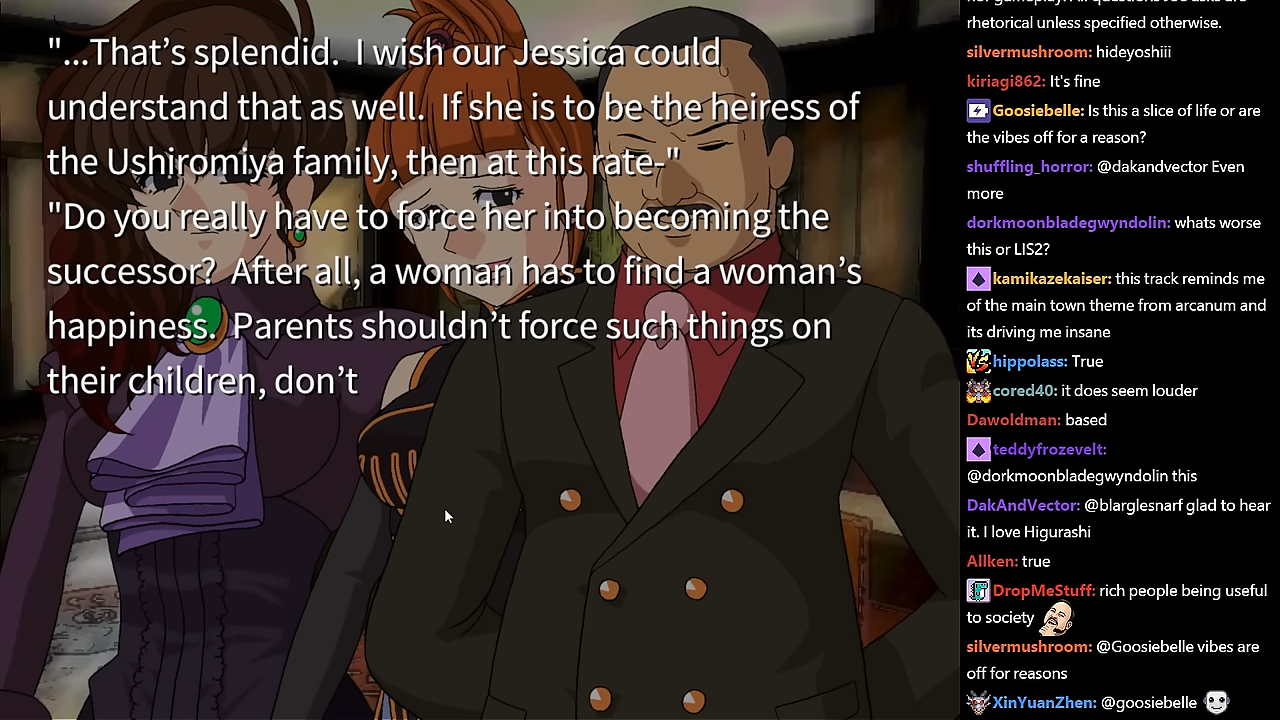 "...That’s splendid.  I wish our Jessica could
understand that as well.  If she is to be the heiress of
the Ushiromiya family, then at this rate-"
"Do you really have to force her into becoming the
successor?  After all, a woman has to find a woman’s
happiness.  Parents shouldn’t force such things on
their children, don’t
rhetorical unless specified otherwise.
silvermushroom: hideyoshiii
kiriagi862: It's fine
Goosiebelle: Is this a slice of life or are
the vibes off for a reason?
shuffling_horror: @dakandvector Even
more
dorkmoonbladegwyndolin: whats worse
this or LIS2?
kamikazekaiser: this track reminds me
of the main town theme from arcanum and
its driving me insane
hippolass: True
cored40: it does seem louder
Dawoldman: based
teddyfrozevelt:
@dorkmoonbladegwyndolin this
DakAndVector: @blarglesnarf glad to hear
it. I love Higurashi
Allken: true
DropMeStuff: rich people being useful
to society
silvermushroom: @Goosiebelle vibes are
off for reasons
XinYuanZhen: @goosiebelle